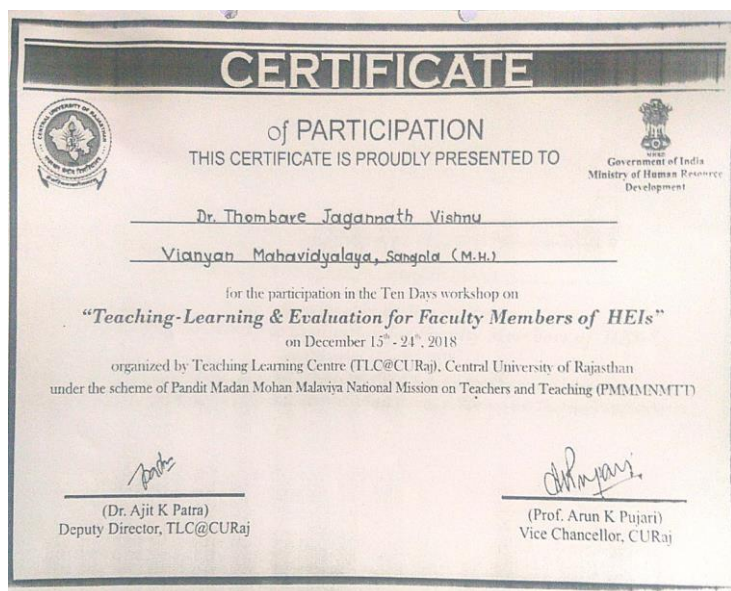 CERTIFICATE
of PARTICIPATION
THIS CERTIFICATE IS PROUDLY PRESENTED TO
CENTRAL UNIVERSITY OF RAJASTHAN
Government of India
Ministry of Human Resource
Development
Dr. Thombare Jagannath Vishnu
Vianyan Mahavidyalaya, Sangola (M.H.)
for the participation in the Ten Days workshop on
“Teaching-Learning & Evaluation for Faculty Members of HEIs”
on December 15th - 24th, 2018
organized by Teaching Learning Centre (TLC@CURaj), Central University of Rajasthan
under the scheme of Pandit Madan Mohan Malaviya National Mission on Teachers and Teaching (PMMMNMTT)
(Dr. Ajit K Patra)
Deputy Director, TLC@CURaj
(Prof. Arun K Pujari)
Vice Chancellor, CURaj